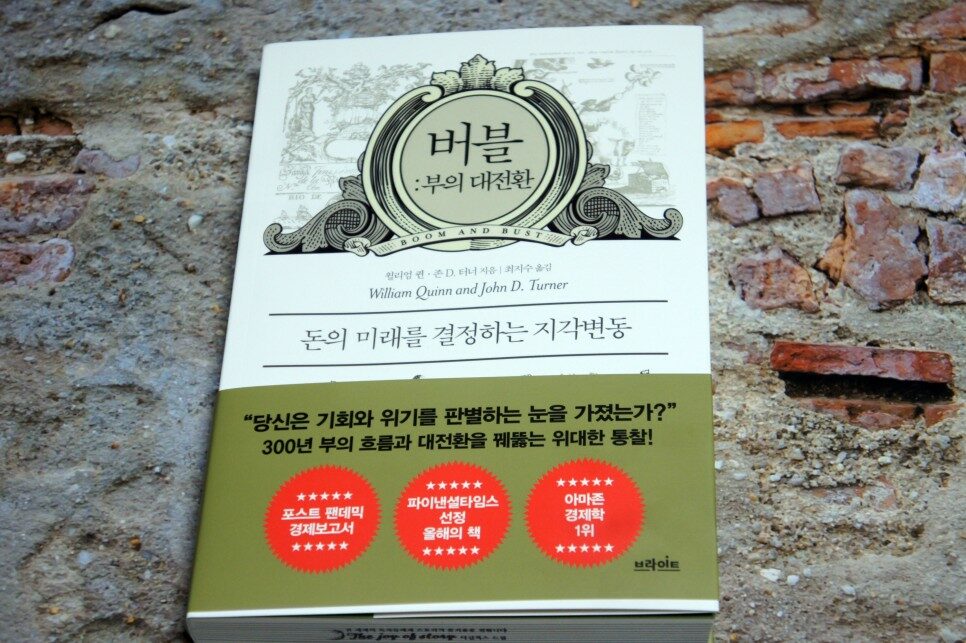 버블
:부의 대전환
BOOM AND BUST
윌리엄 퀸 · 존 D. 터너 지음 | 최지수 옮김
William Quinn and John D. Turner
돈의 미래를 결정하는 지각변동
“당신은 기회와 위기를 판별하는 눈을 가졌는가?”
300년 부의 흐름과 대전환을 꿰뚫는 위대한 통찰!
포스트 팬데믹
경제보고서
파이낸셜타임스
선정
올해의 책
아마존
경제학
1위
브라이트
The joy of story